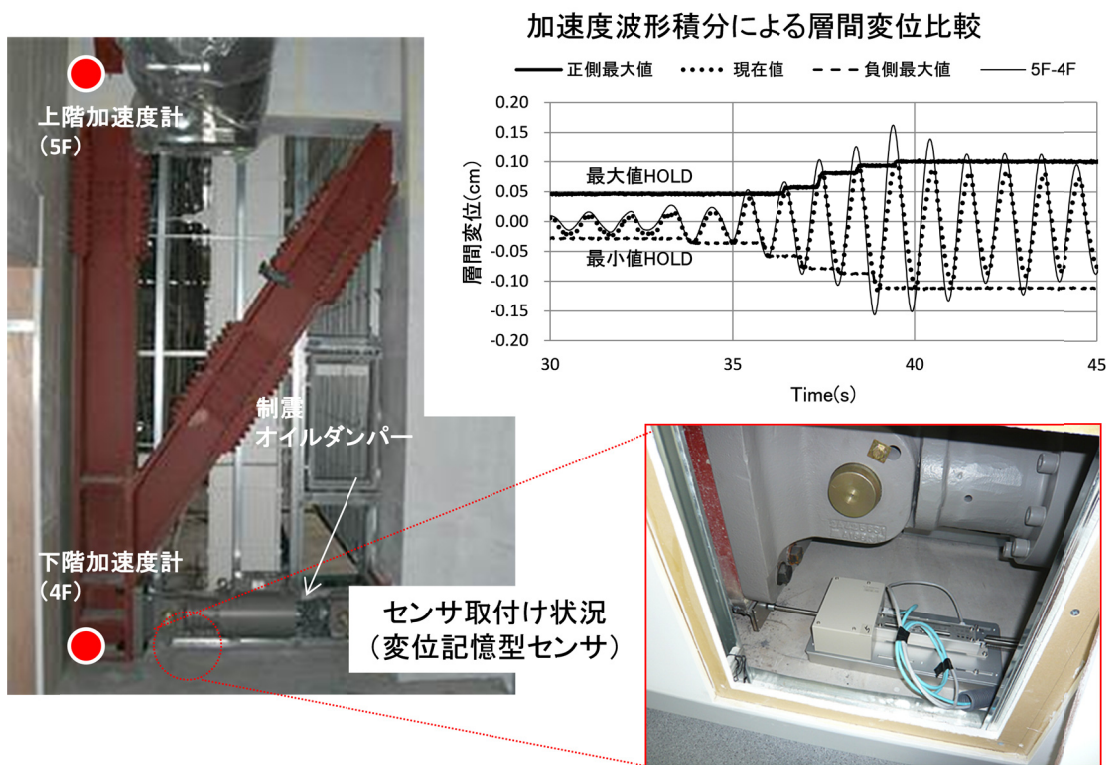 加速度波形積分による層間変位比較
正側最大値 現在値 負側最大値 5F-4F
0.20
0.15
0.10
0.05
0.00
-0.05
-0.10
-0.15
-0.20
層間変位(cm)
最大値HOLD
最小値HOLD
30 35 40 45
Time(s)
上階加速度計
(5F)
制震
オイルダンパー
下階加速度計
(4F)
センサ取付け状況
(変位記憶型センサ)